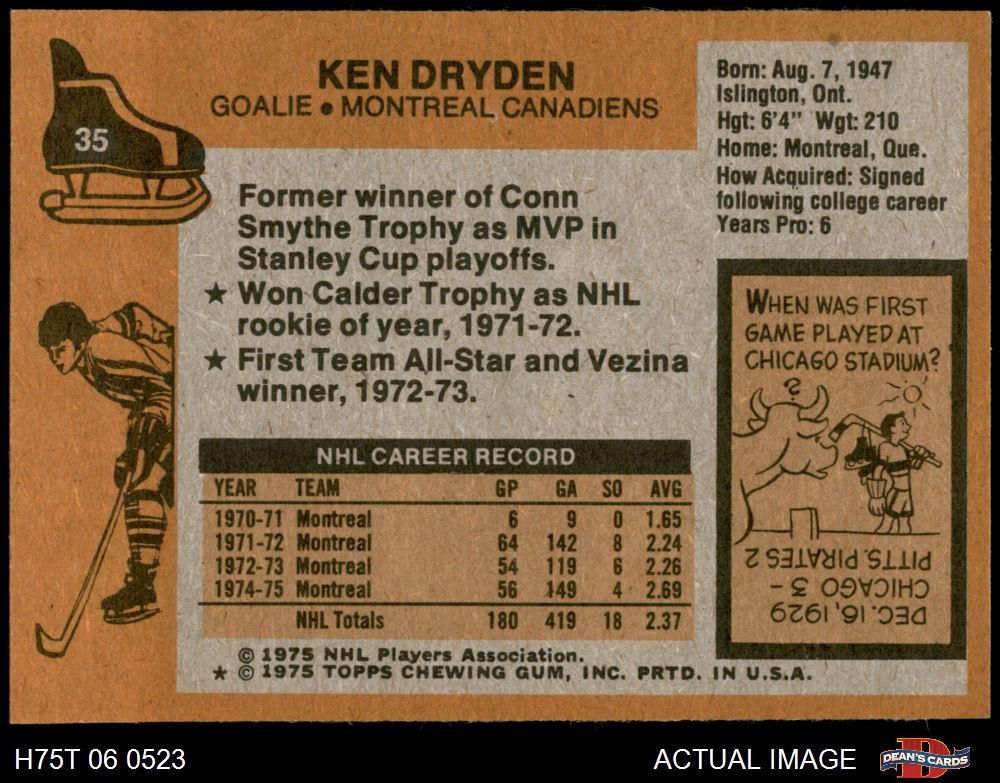 35
KEN DRYDEN
GOALIE • MONTREAL CANADIENS
Born: Aug. 7, 1947
Islington, Ont.
Hgt: 6'4" Wgt: 210
Home: Montreal, Que.
How Acquired: Signed
following college career
Years Pro: 6
Former winner of Conn
Smythe Trophy as MVP in
Stanley Cup playoffs.
★ Won Calder Trophy as NHL
rookie of year, 1971-72.
★ First Team All-Star and Vezina
winner, 1972-73.
NHL CAREER RECORD
YEAR TEAM GP GA SO AVG
1970-71 Montreal 6 9 0 1.65
1971-72 Montreal 64 142 8 2.24
1972-73 Montreal 54 119 6 2.26
1974-75 Montreal 56 149 4 2.69
NHL Totals 180 419 18 2.37
© 1975 NHL Players Association.
★ © 1975 TOPPS CHEWING GUM, INC. PRTD. IN U.S.A.
WHEN WAS FIRST
GAME PLAYED AT
CHICAGO STADIUM?
?
DEC. 16, 1929
CHICAGO 3 -
PITTS. PIRATES 2
H75T 06 0523
ACTUAL IMAGE
D
DEAN'S CARDS